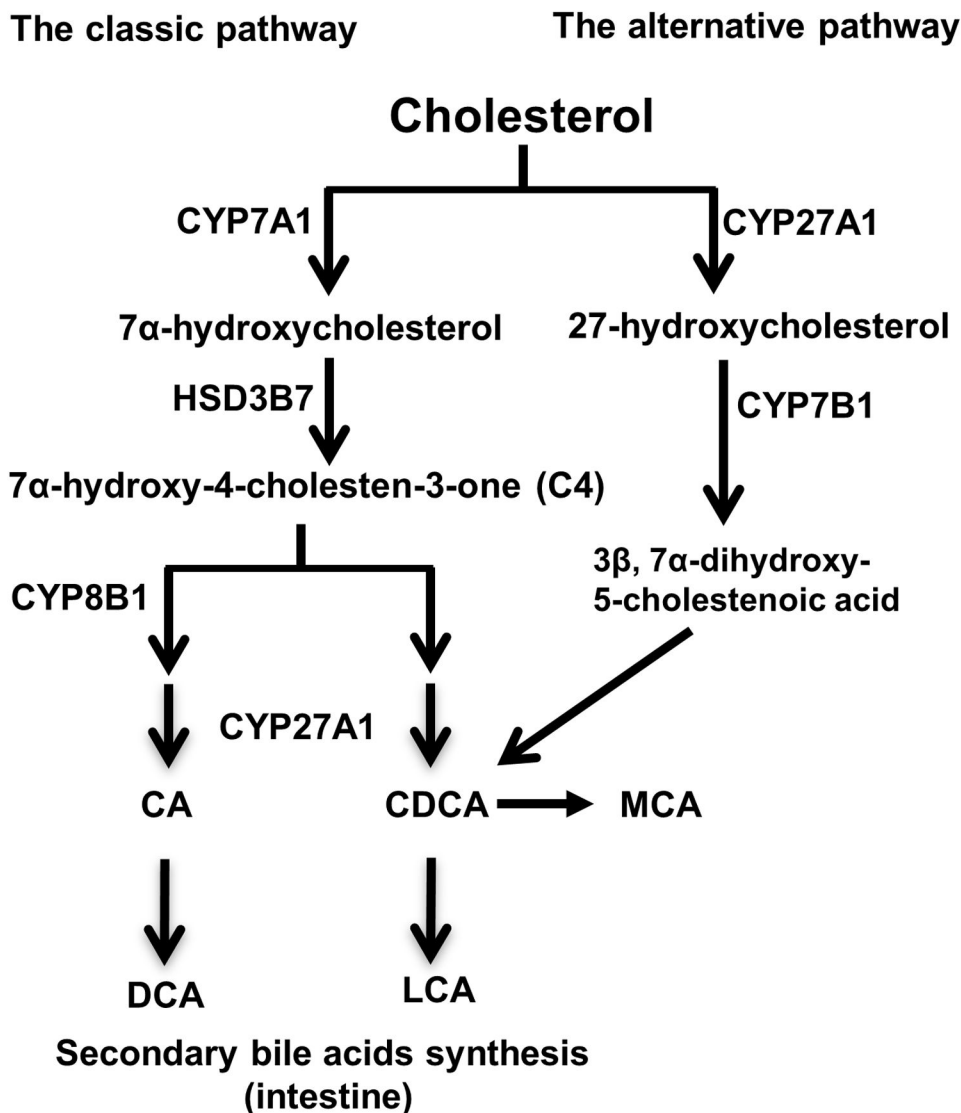 The classic pathway
The alternative pathway
Cholesterol
CYP7A1
CYP27A1
7α-hydroxycholesterol
27-hydroxycholesterol
HSD3B7
CYP7B1
7α-hydroxy-4-cholesten-3-one (C4)
3β, 7α-dihydroxy-
5-cholestenoic acid
CYP8B1
CYP27A1
CA
CDCA
MCA
DCA
LCA
Secondary bile acids synthesis
(intestine)